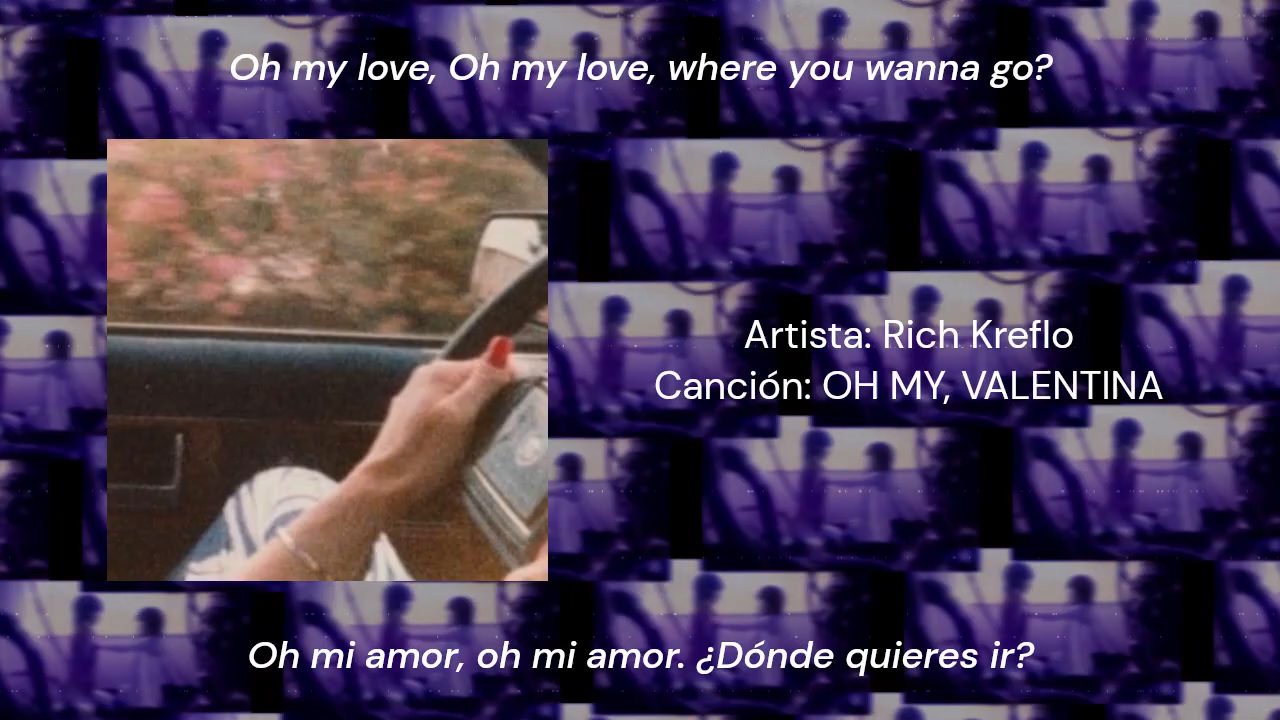 Oh my love, Oh my love, where you wanna go?
Artista: Rich Kreflo
Canción: OH MY, VALENTINA
Oh mi amor, oh mi amor. ¿Dónde quieres ir?